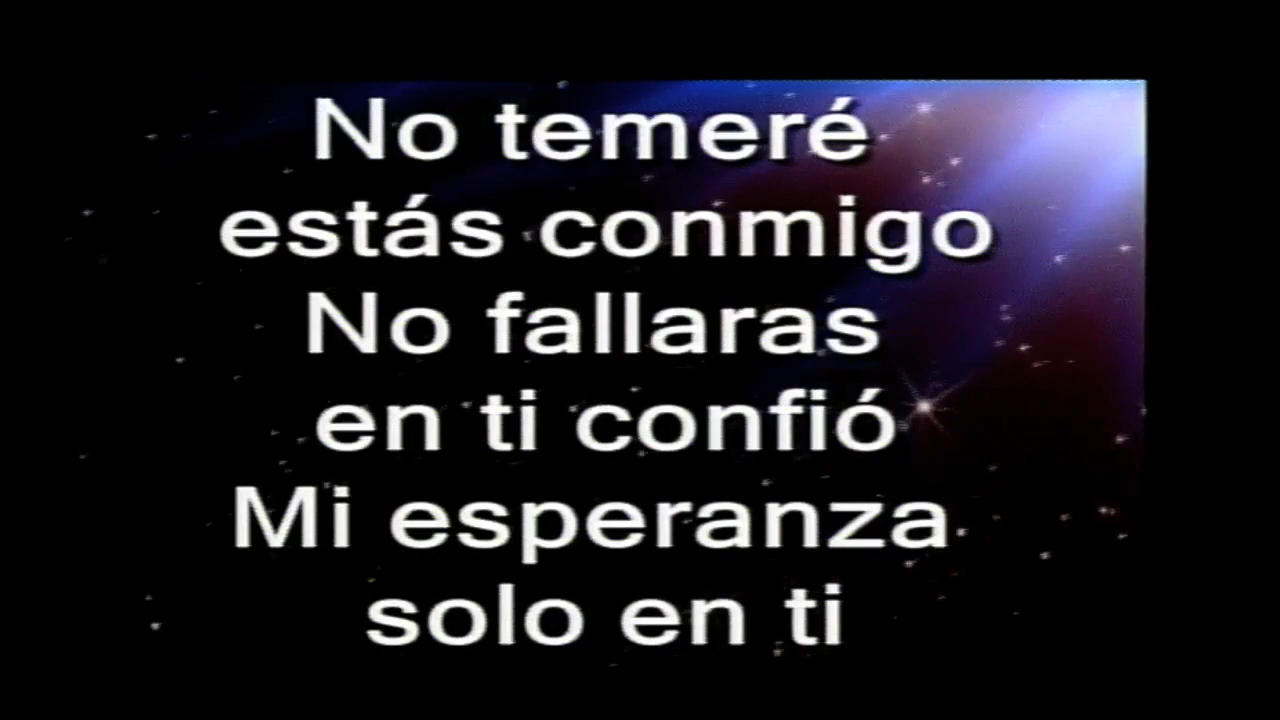 No temeré
estás conmigo
No fallaras
en ti confió
Mi esperanza
solo en ti